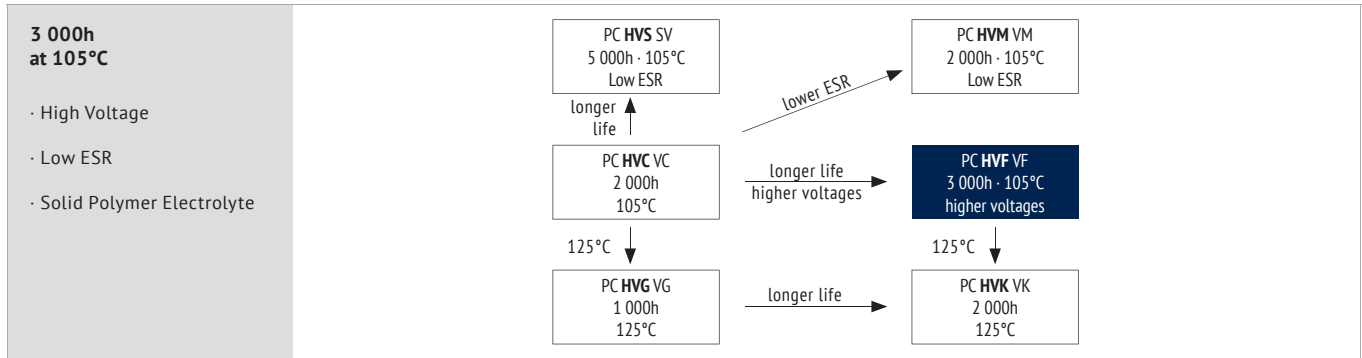 3 000h
at 105°C
· High Voltage
· Low ESR
· Solid Polymer Electrolyte
PC HVS SV
5 000h · 105°C
Low ESR
PC HVM VM
2 000h · 105°C
Low ESR
longer
life
lower ESR
PC HVC VC
2 000h
105°C
longer life
higher voltages
PC HVF VF
3 000h · 105°C
higher voltages
125°C
125°C
PC HVG VG
1 000h
125°C
longer life
PC HVK VK
2 000h
125°C